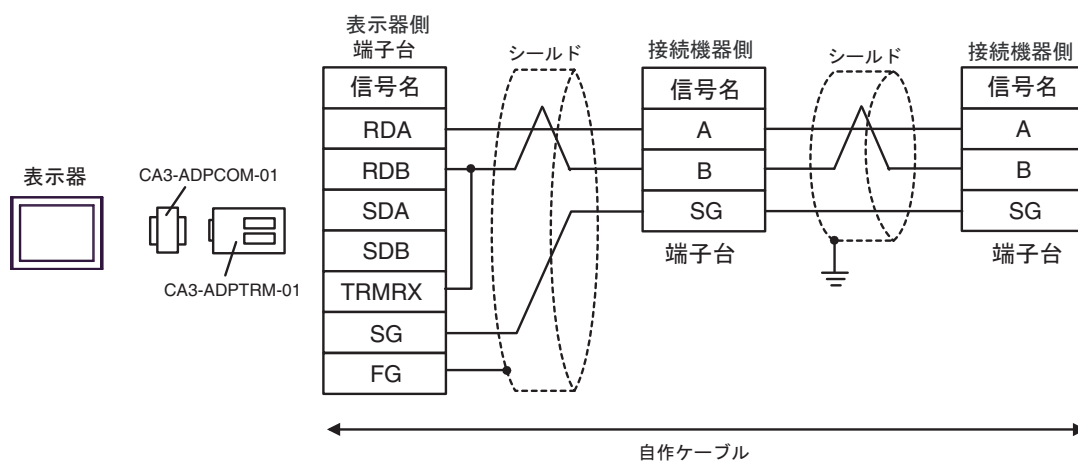 表示器
CA3-ADPCOM-01
CA3-ADPTRM-01
表示器側
端子台
信号名
RDA
RDB
SDA
SDB
TRMRX
SG
FG
シールド
接続機器側
信号名
A
B
SG
端子台
シールド
接続機器側
信号名
A
B
SG
端子台
自作ケーブル